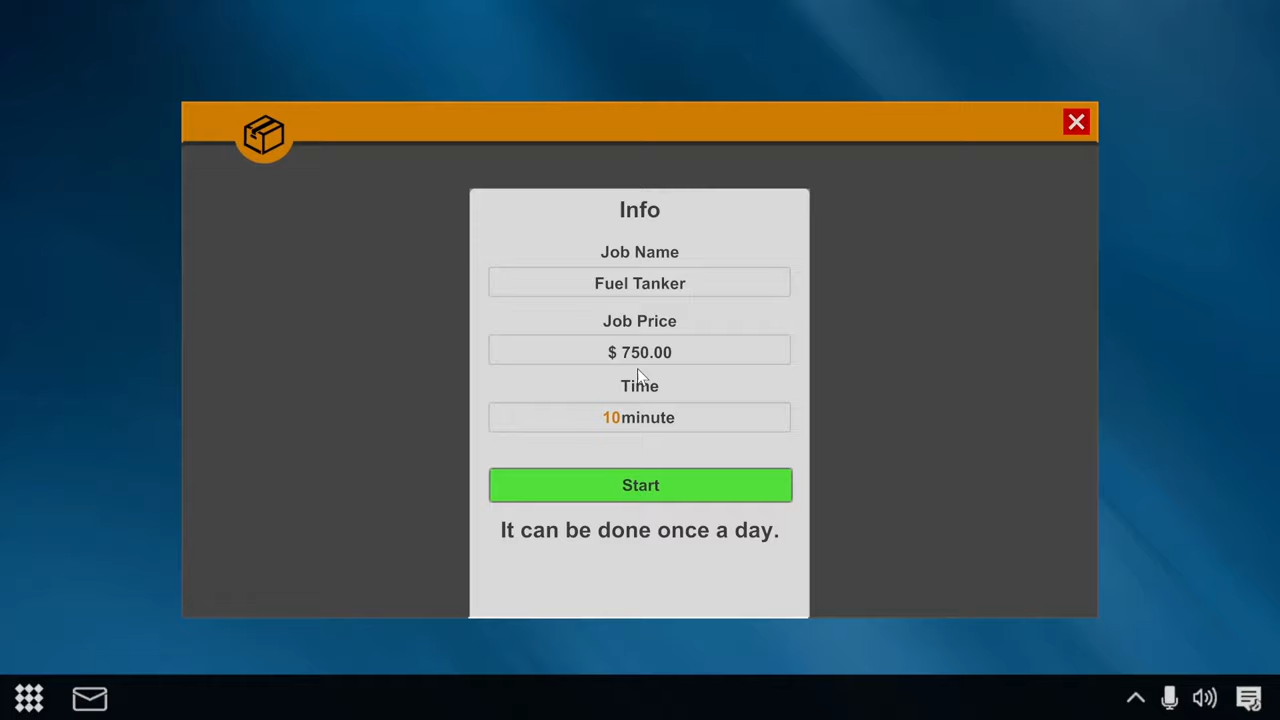 Info
Job Name
Fuel Tanker
Job Price
$ 750.00
Time
10minute
Start
It can be done once a day.